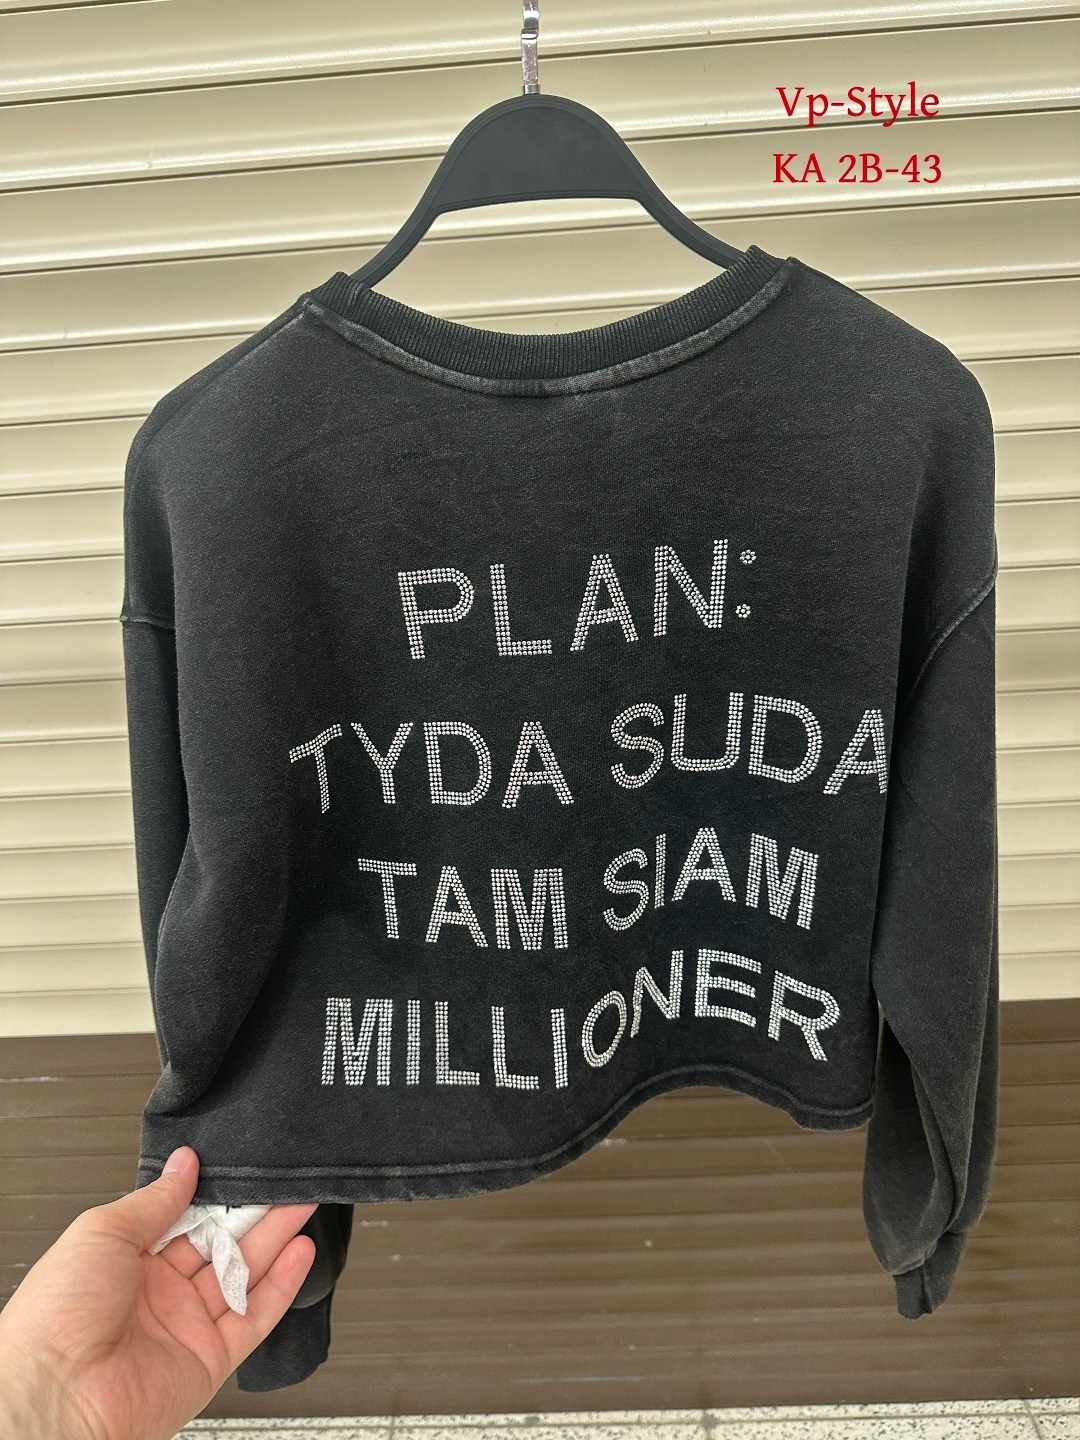 Vp-Style
KA 2B-43
PLAN:
TYDA SUDA
TAM SIAM
MILLIONER